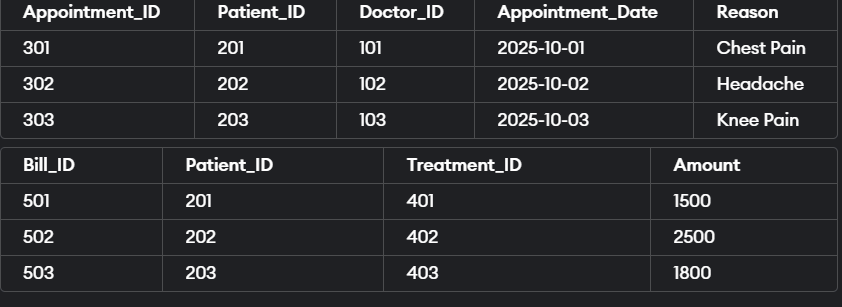 Appointment_ID Patient_ID Doctor_ID Appointment_Date Reason
301 201 101 2025-10-01 Chest Pain
302 202 102 2025-10-02 Headache
303 203 103 2025-10-03 Knee Pain
Bill_ID Patient_ID Treatment_ID Amount
501 201 401 1500
502 202 402 2500
503 203 403 1800